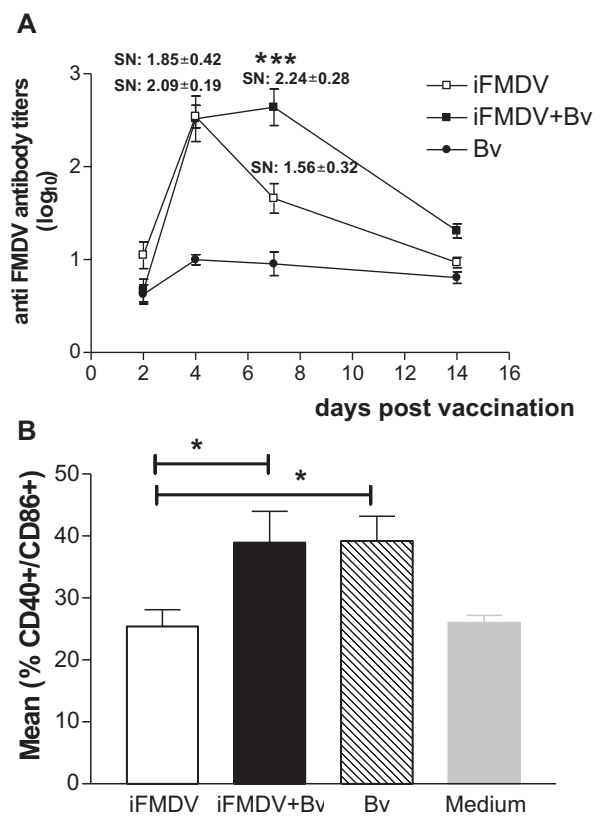 A
SN: 1.85±0.42
SN: 2.09±0.19
***
SN: 2.24±0.28
SN: 1.56±0.32
iFMDV
iFMDV+Bv
Bv
anti FMDV antibody titers
(log10)
3
2
1
0
0 2 4 6 8 10 12 14 16
days post vaccination
B
*
*
Mean (% CD40+/CD86+)
50
40
30
20
10
0
iFMDV iFMDV+Bv Bv Medium